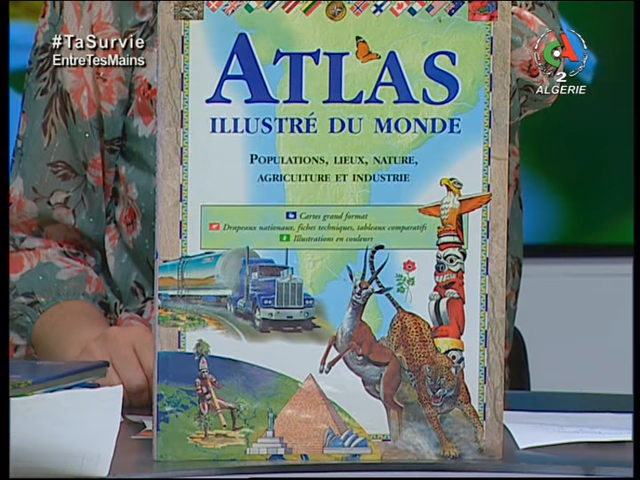 #TaSurvie
EntreTesMains
2
ALGERIE
ATLAS
ILLUSTRÉ DU MONDE
POPULATIONS, LIEUX, NATURE,
AGRICULTURE ET INDUSTRIE
Cartes grand format
Drapeaux nationaux, fiches techniques, tableaux comparatifs
Illustrations en couleurs